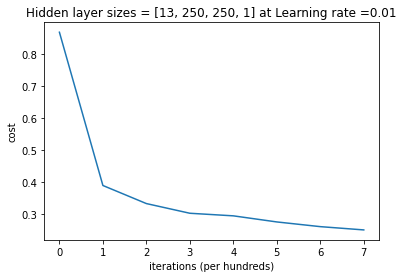 Hidden layer sizes = [13, 250, 250, 1] at Learning rate =0.01
cost
0.8
0.7
0.6
0.5
0.4
0.3
0 1 2 3 4 5 6 7
iterations (per hundreds)